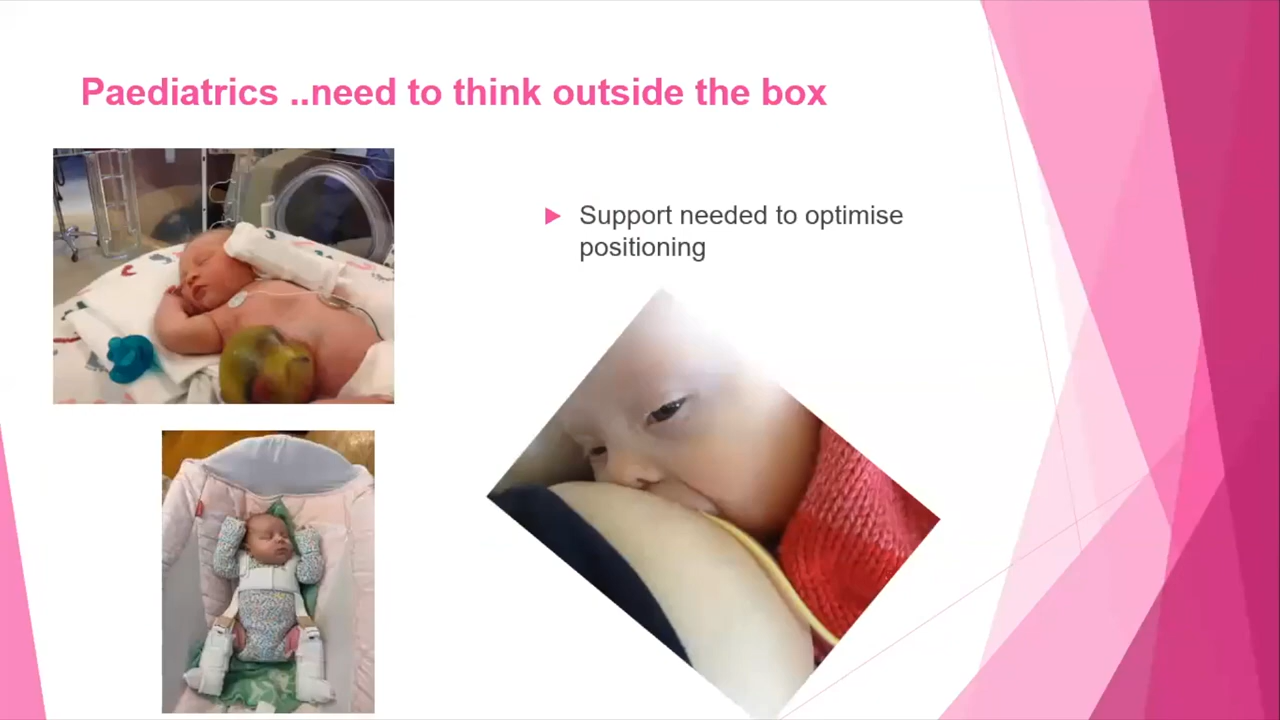 Paediatrics ..need to think outside the box
Support needed to optimise
positioning